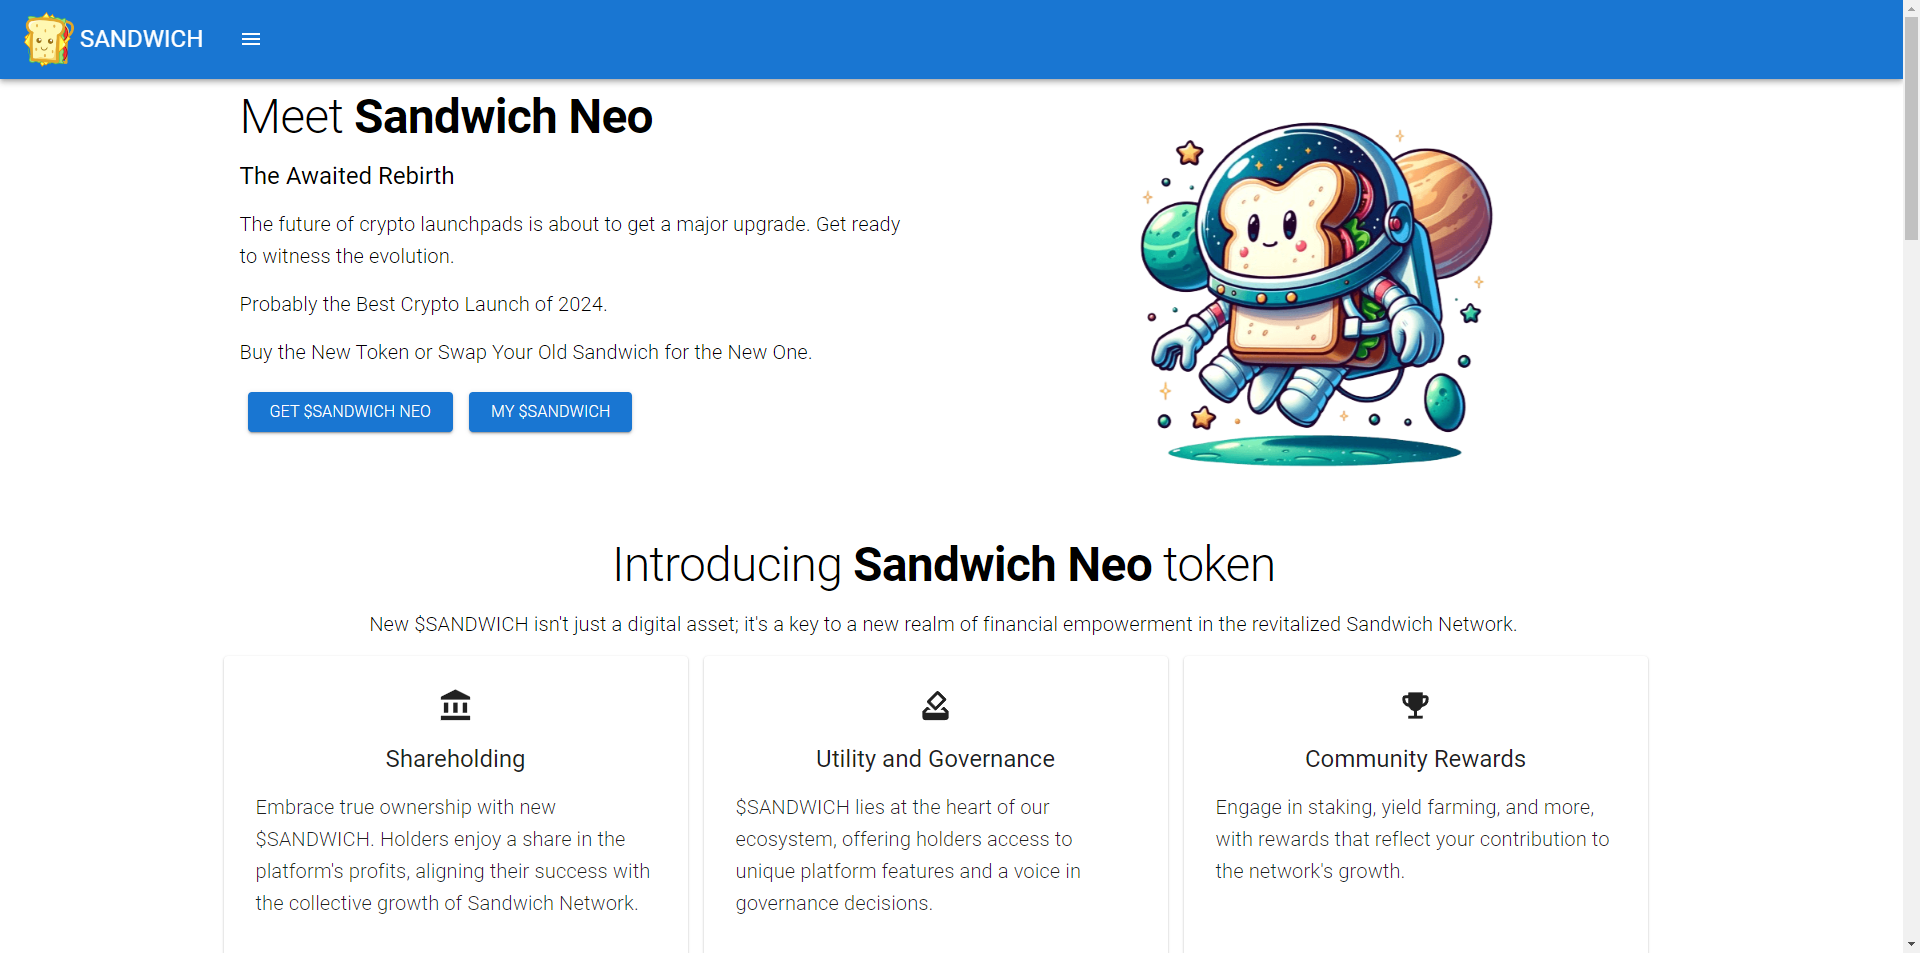 SANDWICH
Meet Sandwich Neo
The Awaited Rebirth
The future of crypto launchpads is about to get a major upgrade. Get ready
to witness the evolution.
Probably the Best Crypto Launch of 2024.
Buy the New Token or Swap Your Old Sandwich for the New One.
GET $SANDWICH NEO
MY $SANDWICH
Introducing Sandwich Neo token
New $SANDWICH isn't just a digital asset; it's a key to a new realm of financial empowerment in the revitalized Sandwich Network.
Shareholding
Embrace true ownership with new
$SANDWICH. Holders enjoy a share in the
platform's profits, aligning their success with
the collective growth of Sandwich Network.
Utility and Governance
$SANDWICH lies at the heart of our
ecosystem, offering holders access to
unique platform features and a voice in
governance decisions.
Community Rewards
Engage in staking, yield farming, and more,
with rewards that reflect your contribution to
the network's growth.